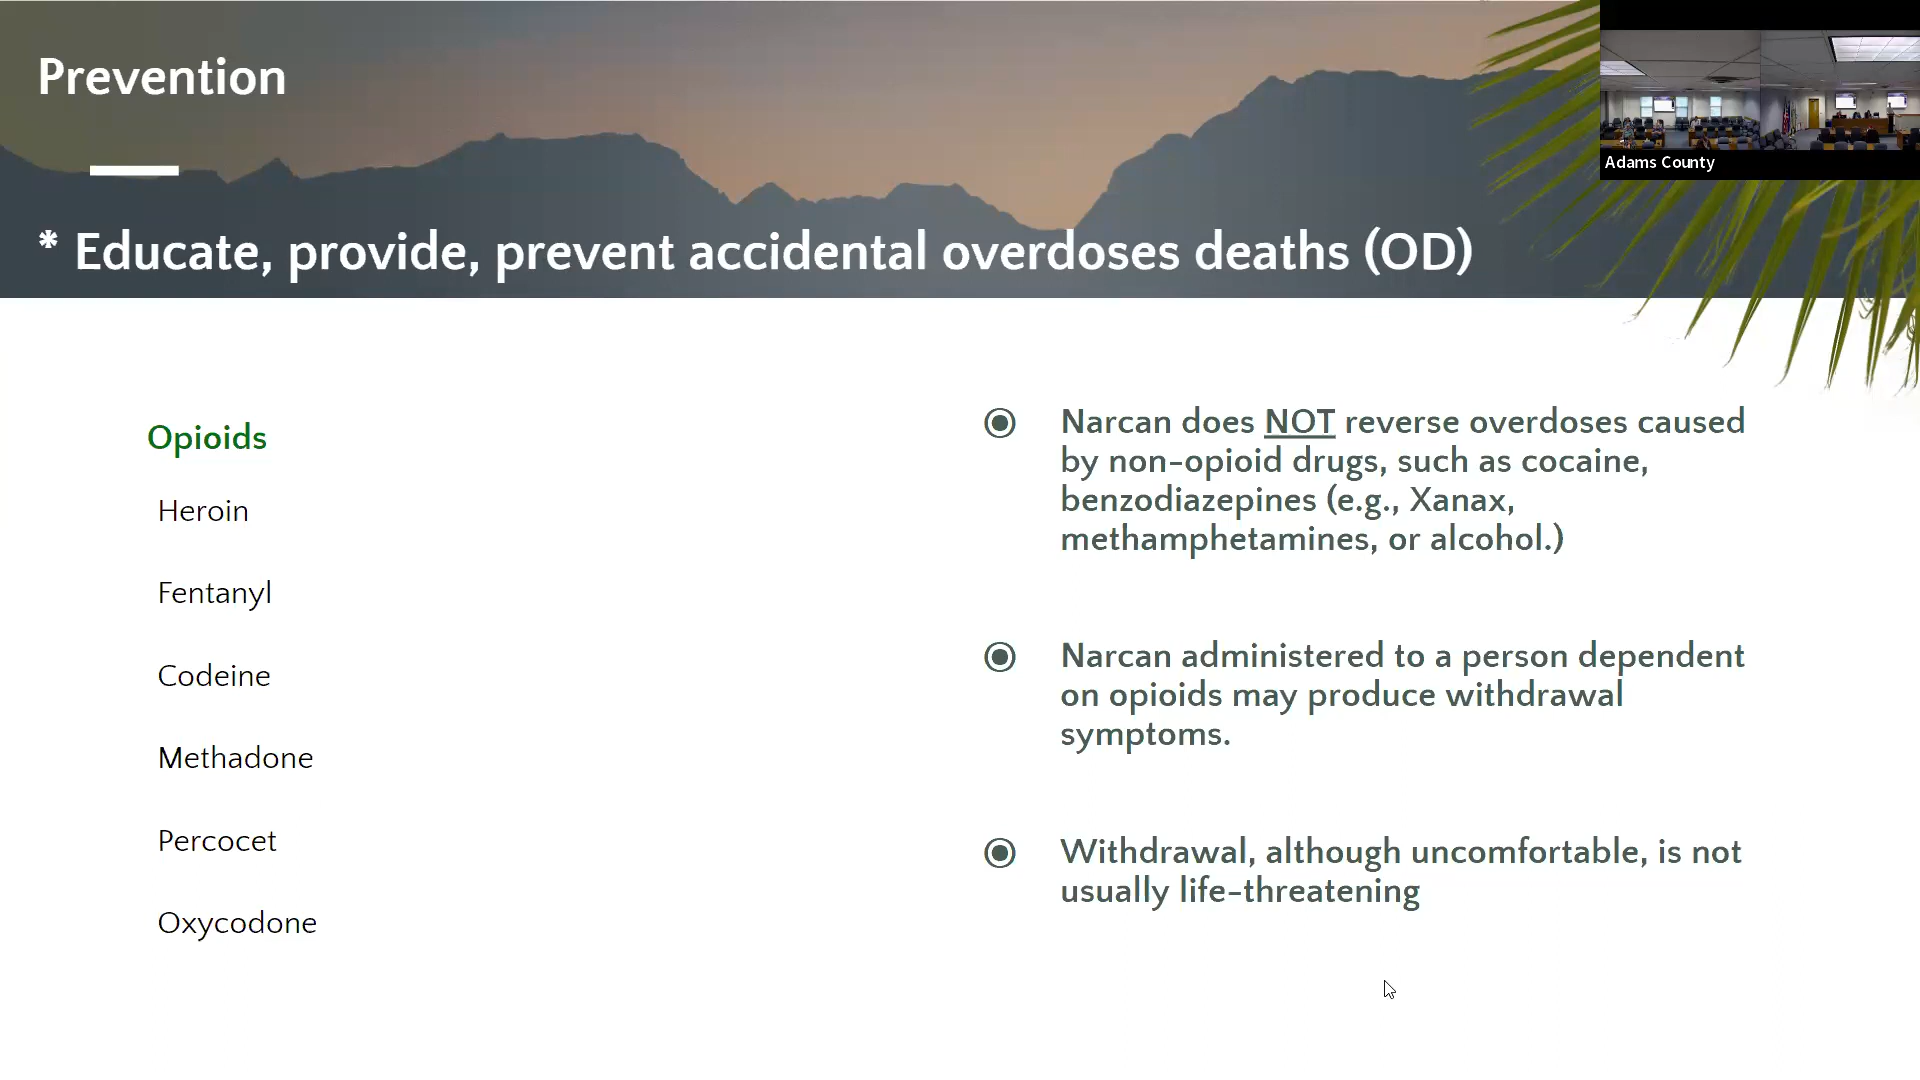 Prevention
* Educate, provide, prevent accidental overdoses deaths (OD)
Adams County
Opioids
Heroin
Fentanyl
Codeine
Methadone
Percocet
Oxycodone
Narcan does NOT reverse overdoses caused
by non-opioid drugs, such as cocaine,
benzodiazepines (e.g., Xanax,
methamphetamines, or alcohol.)
Narcan administered to a person dependent
on opioids may produce withdrawal
symptoms.
Withdrawal, although uncomfortable, is not
usually life-threatening